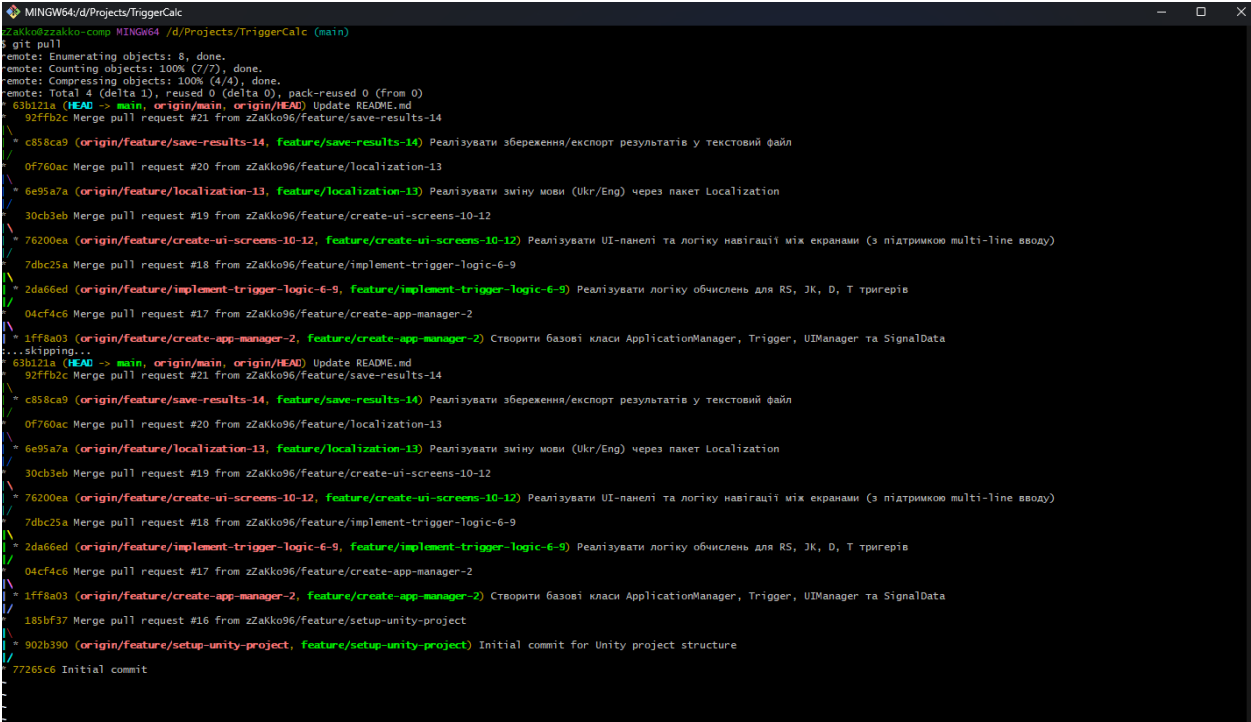 MINGW64:/d/Projects/TriggerCalc
zZaKko@zzakko-comp MINGW64 /d/Projects/TriggerCalc (main)
$ git pull
remote: Enumerating objects: 8, done.
remote: Counting objects: 100% (7/7), done.
remote: Compressing objects: 100% (4/4), done.
remote: Total 4 (delta 1), reused 0 (delta 0), pack-reused 0 (from 0)
* 63b121a (HEAD -> main, origin/main, origin/HEAD) Update README.md
*   92ffb2c Merge pull request #21 from zZaKko96/feature/save-results-14
|\
| * c858ca9 (origin/feature/save-results-14, feature/save-results-14) Реалізувати збереження/експорт результатів у текстовий файл
|/
*   0f760ac Merge pull request #20 from zZaKko96/feature/localization-13
|\
| * 6e95a7a (origin/feature/localization-13, feature/localization-13) Реалізувати зміну мови (Ukr/Eng) через пакет Localization
|/
*   30cb3eb Merge pull request #19 from zZaKko96/feature/create-ui-screens-10-12
|\
| * 76200ea (origin/feature/create-ui-screens-10-12, feature/create-ui-screens-10-12) Реалізувати UI-панелі та логіку навігації між екранами (з підтримкою multi-line вводу)
|/
*   7dbc25a Merge pull request #18 from zZaKko96/feature/implement-trigger-logic-6-9
|\
| * 2da66ed (origin/feature/implement-trigger-logic-6-9, feature/implement-trigger-logic-6-9) Реалізувати логіку обчислень для RS, JK, D, T тригерів
|/
*   04cf4c6 Merge pull request #17 from zZaKko96/feature/create-app-manager-2
|\
| * 1ff8a03 (origin/feature/create-app-manager-2, feature/create-app-manager-2) Створити базові класи ApplicationManager, Trigger, UIManager та SignalData
:...skipping...
* 63b121a (HEAD -> main, origin/main, origin/HEAD) Update README.md
*   92ffb2c Merge pull request #21 from zZaKko96/feature/save-results-14
|\
| * c858ca9 (origin/feature/save-results-14, feature/save-results-14) Реалізувати збереження/експорт результатів у текстовий файл
|/
*   0f760ac Merge pull request #20 from zZaKko96/feature/localization-13
|\
| * 6e95a7a (origin/feature/localization-13, feature/localization-13) Реалізувати зміну мови (Ukr/Eng) через пакет Localization
|/
*   30cb3eb Merge pull request #19 from zZaKko96/feature/create-ui-screens-10-12
|\
| * 76200ea (origin/feature/create-ui-screens-10-12, feature/create-ui-screens-10-12) Реалізувати UI-панелі та логіку навігації між екранами (з підтримкою multi-line вводу)
|/
*   7dbc25a Merge pull request #18 from zZaKko96/feature/implement-trigger-logic-6-9
|\
| * 2da66ed (origin/feature/implement-trigger-logic-6-9, feature/implement-trigger-logic-6-9) Реалізувати логіку обчислень для RS, JK, D, T тригерів
|/
*   04cf4c6 Merge pull request #17 from zZaKko96/feature/create-app-manager-2
|\
| * 1ff8a03 (origin/feature/create-app-manager-2, feature/create-app-manager-2) Створити базові класи ApplicationManager, Trigger, UIManager та SignalData
|/
*   185bf37 Merge pull request #16 from zZaKko96/feature/setup-unity-project
|\
| * 902b390 (origin/feature/setup-unity-project, feature/setup-unity-project) Initial commit for Unity project structure
|/
* 77265c6 Initial commit
~
~
~
~